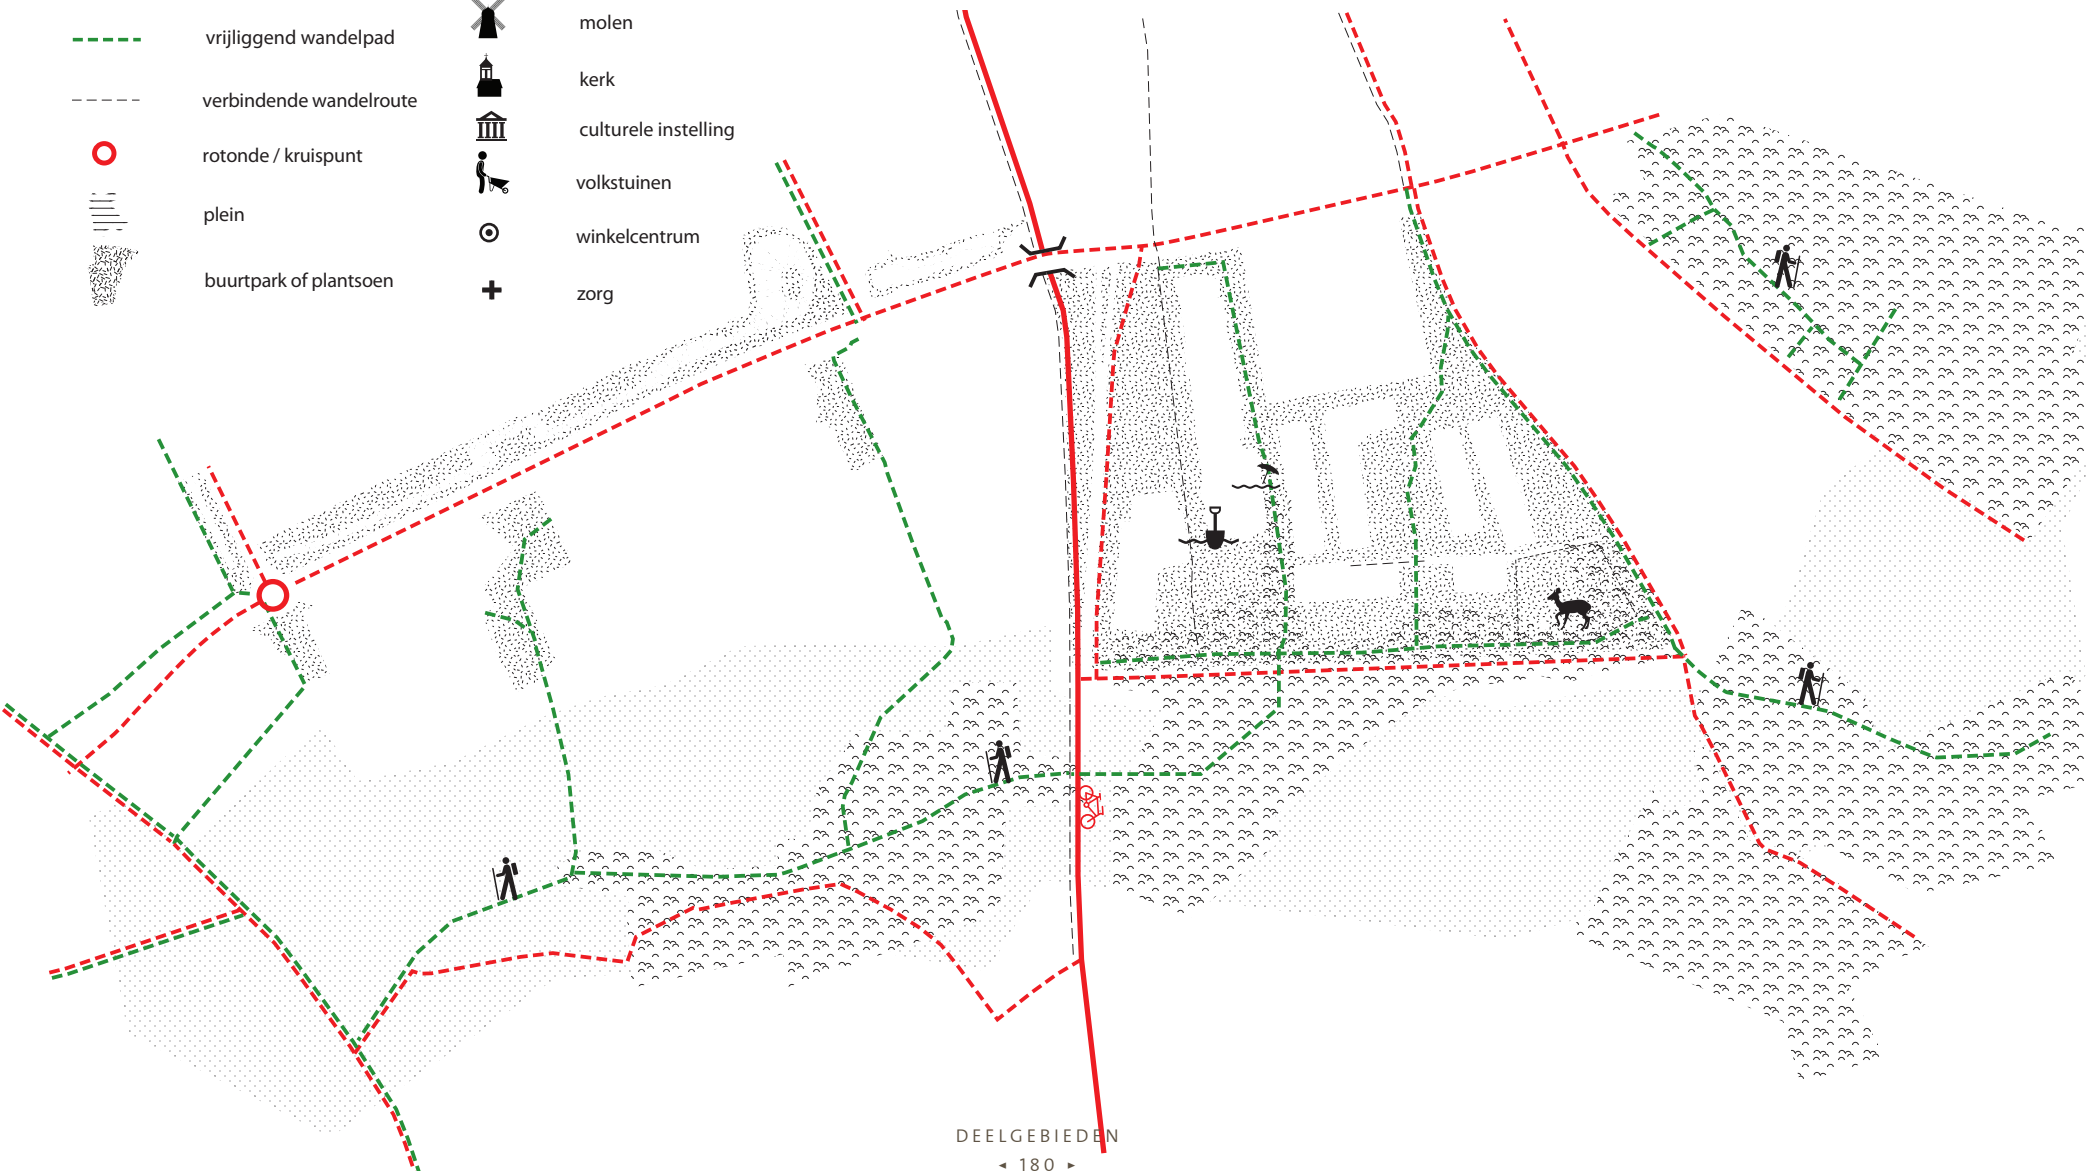 vrijliggend wandelpad
verbindende wandelroute
rotonde / kruispunt
plein
buurtpark of plantsoen
molen
kerk
culturele instelling
volkstuinen
winkelcentrum
zorg
DEELGEBIEDEN
◄ 180 ►